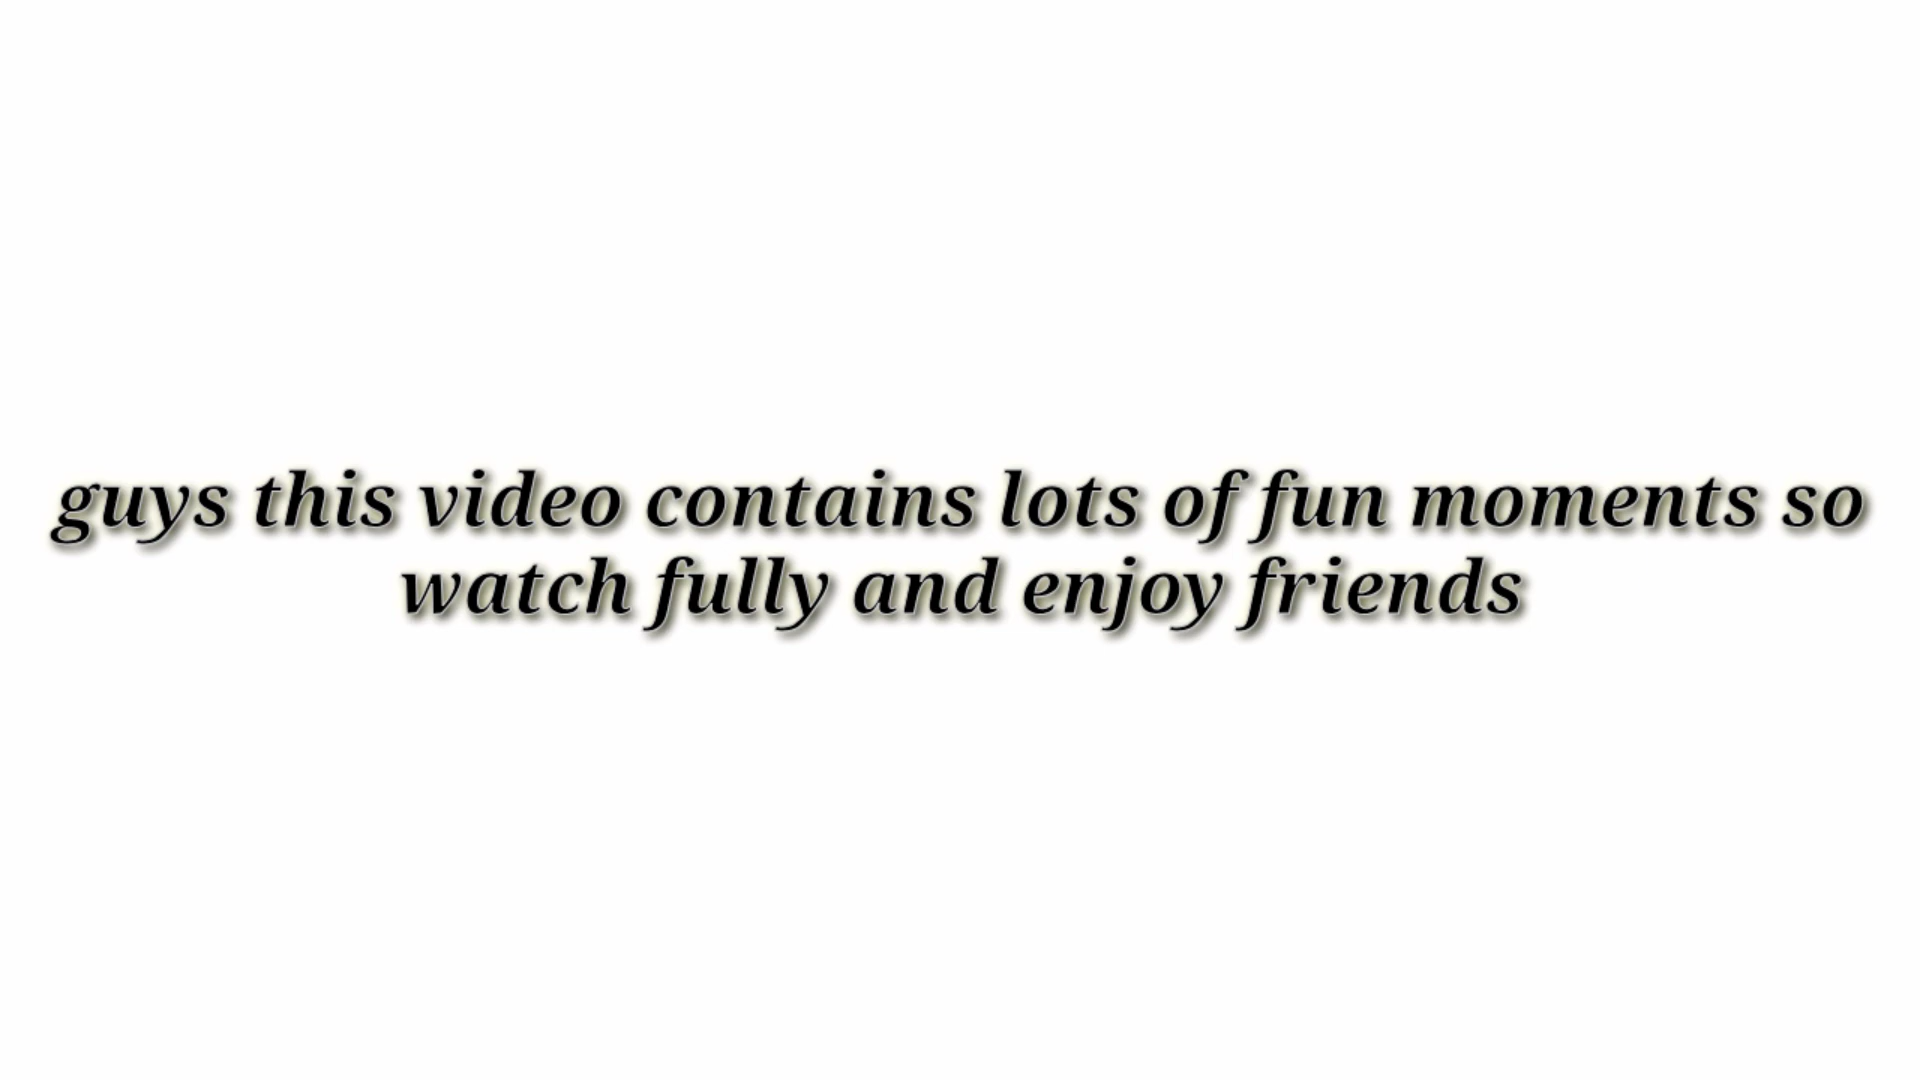 guys this video contains lots of fun moments so
watch fully and enjoy friends